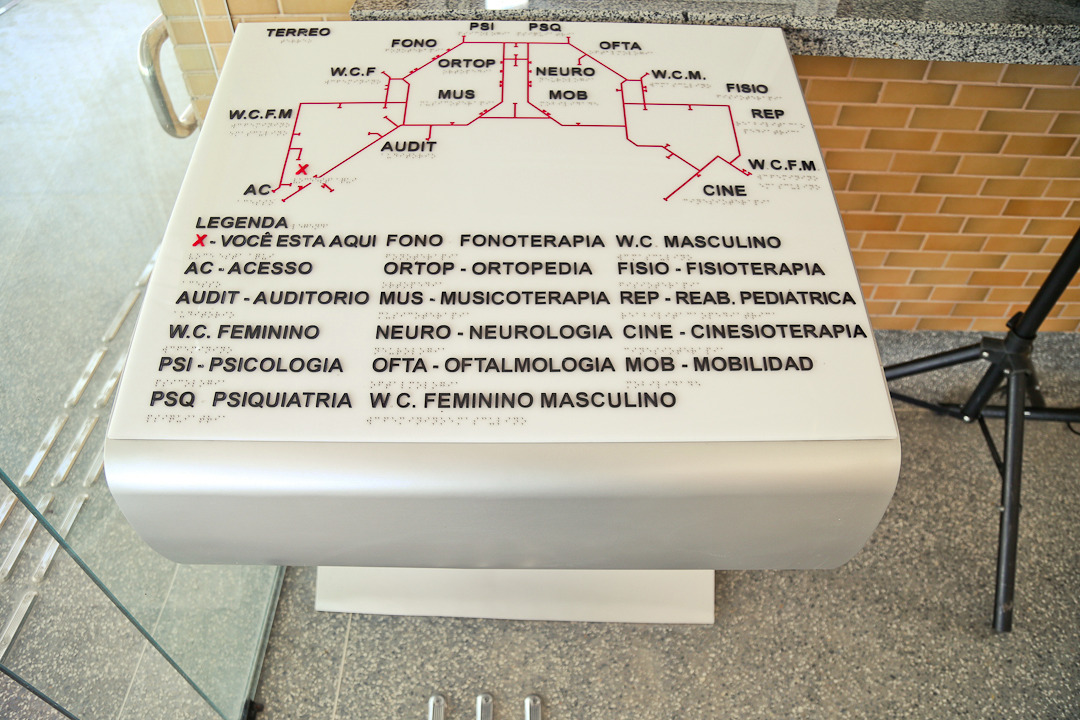 TERREO
PSI PSQ
FONO OFTA
ORTOP
W.C.F NEURO W.C.M.
MUS MOB FISIO
W.C.F.M REP
AUDIT
W C.F.M
AC CINE
LEGENDA
X - VOCÊ ESTA AQUI FONO FONOTERAPIA W.C MASCULINO
AC - ACESSO ORTOP - ORTOPEDIA FISIO - FISIOTERAPIA
AUDIT - AUDITORIO MUS - MUSICOTERAPIA REP - REAB. PEDIATRICA
W.C. FEMININO NEURO - NEUROLOGIA CINE - CINESIOTERAPIA
PSI - PSICOLOGIA OFTA - OFTALMOLOGIA MOB - MOBILIDAD
PSQ PSIQUIATRIA W C. FEMININO MASCULINO